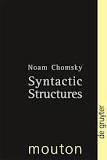 Noam Chomsky
Syntactic
Structures
de gruyter
mouton